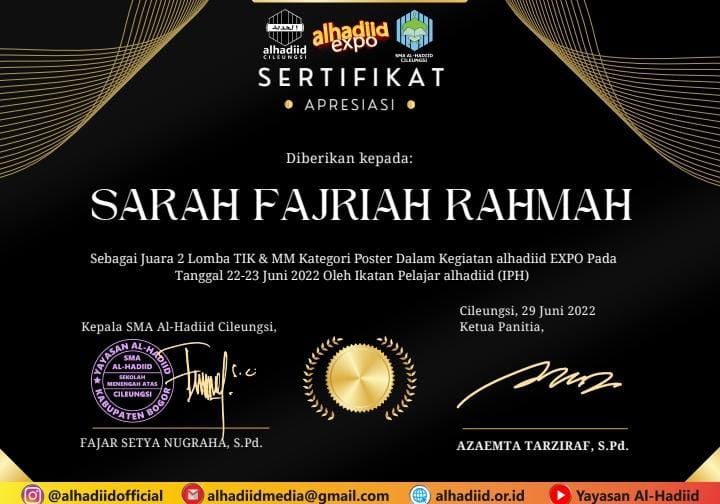 الحديد
alhadiid
CILEUNGSI
alhadiid
expo
SMA AL-HADIID
CILEUNGSI
SERTIFIKAT
APRESIASI
Diberikan kepada:
SARAH FAJRIAH RAHMAH
Sebagai Juara 2 Lomba TIK & MM Kategori Poster Dalam Kegiatan alhadiid EXPO Pada
Tanggal 22-23 Juni 2022 Oleh Ikatan Pelajar alhadiid (IPH)
Cileungsi, 29 Juni 2022
Kepala SMA Al-Hadiid Cileungsi,
Ketua Panitia,
YAYASAN AL-HADIID
SMA
AL-HADIID
SEKOLAH
MENENGAH ATAS
CILEUNGSI
KABUPATEN BOGOR
FAJAR SETYA NUGRAHA, S.Pd.
AZAEMTA TARZIRAF, S.Pd.
@alhadiidofficial
alhadiidmedia@gmail.com
alhadiid.or.id
Yayasan Al-Hadiid